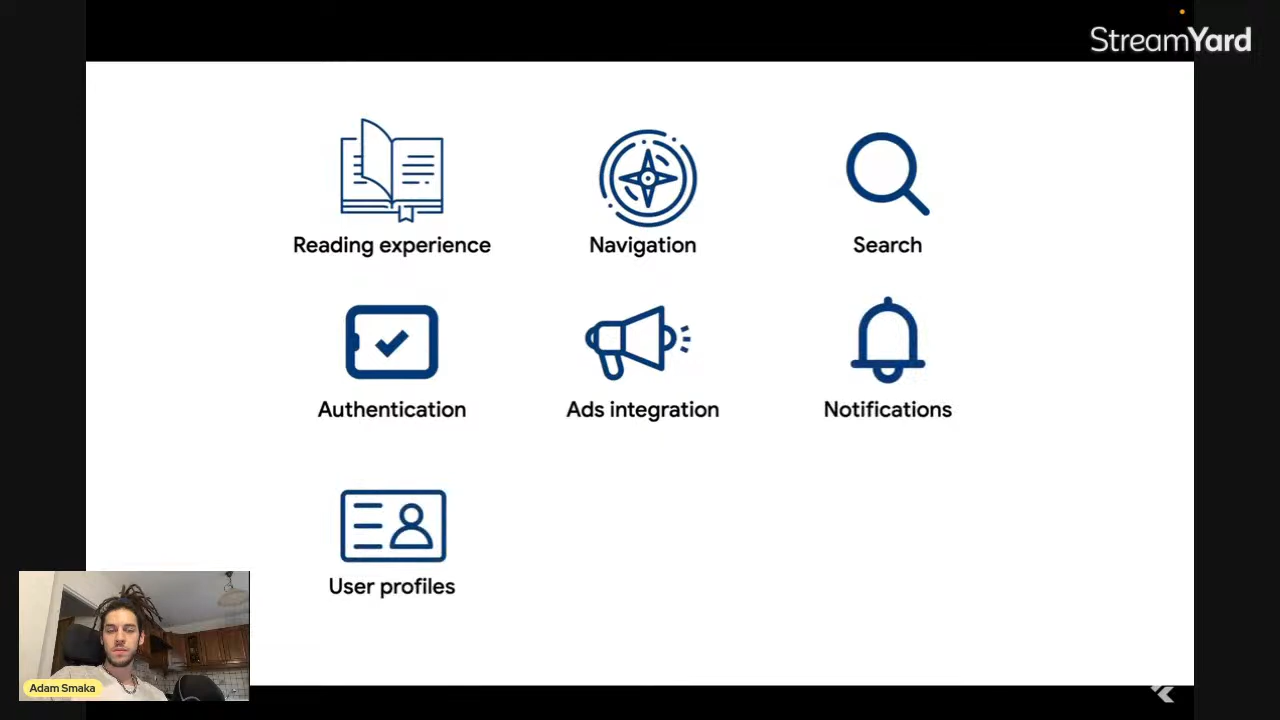 StreamYard
Reading experience
Navigation
Search
Authentication
Ads integration
Notifications
User profiles
Adam Smaka